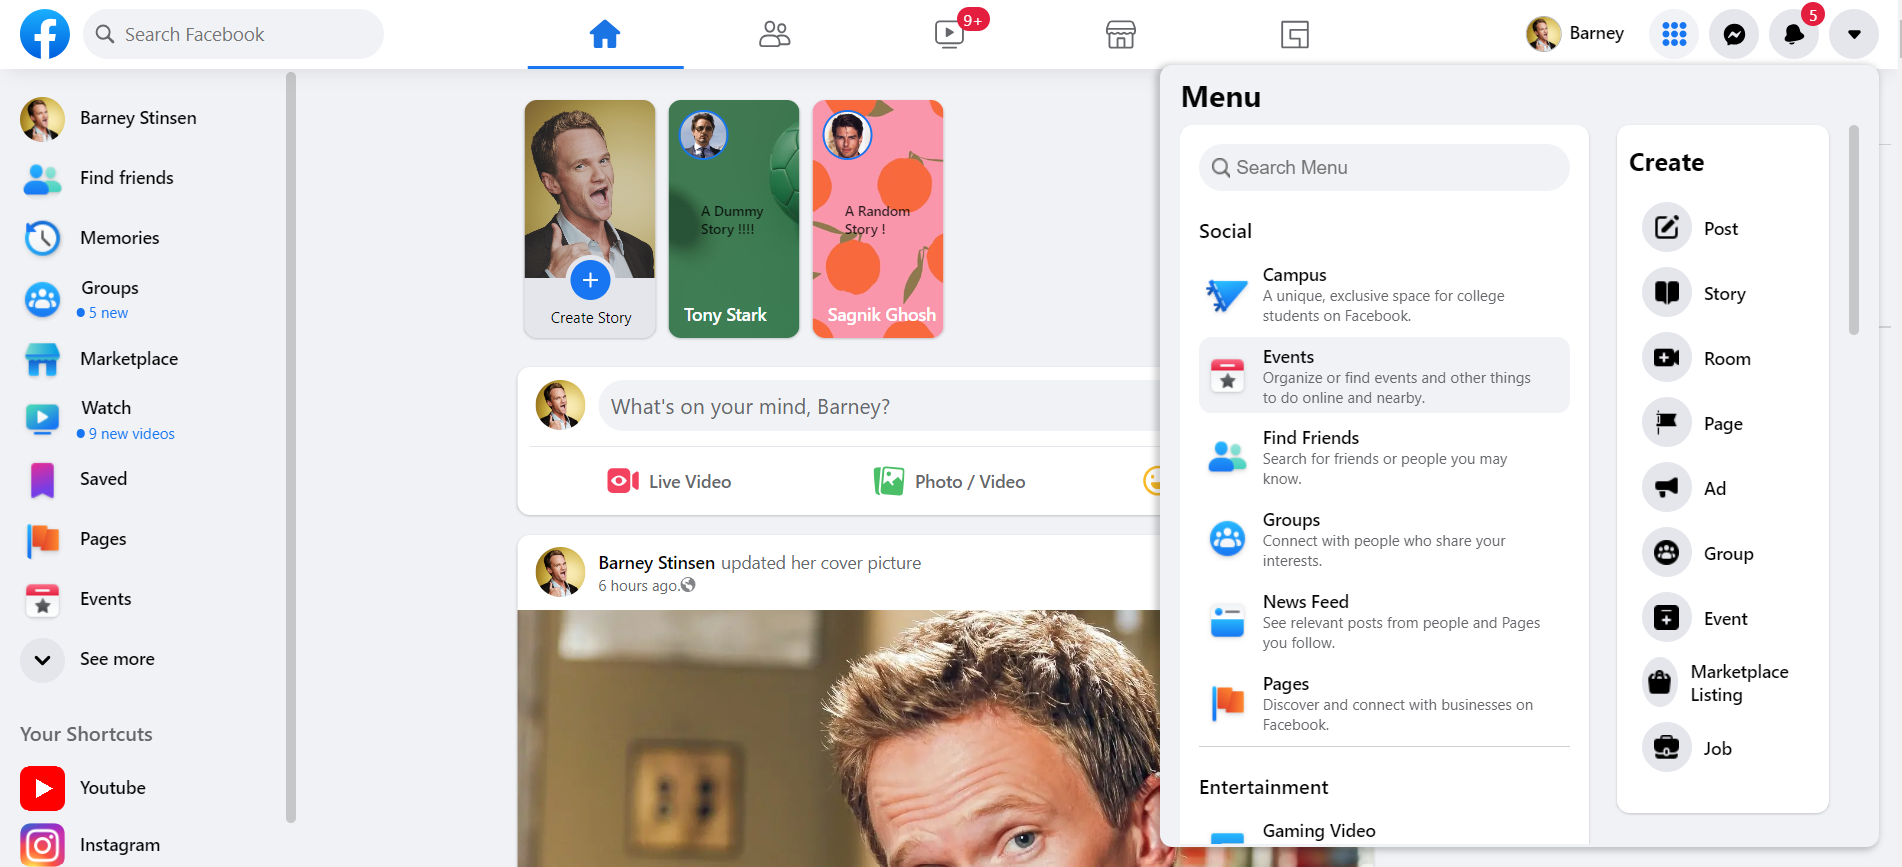 Search Facebook
9+
Barney
5
Barney Stinsen
Find friends
Memories
Groups
5 new
Marketplace
Watch
9 new videos
Saved
Pages
Events
See more
Your Shortcuts
Youtube
Instagram
A Dummy
Story !!!!
A Random
Story !
Create Story
Tony Stark
Sagnik Ghosh
What's on your mind, Barney?
Live Video
Photo / Video
Barney Stinsen updated her cover picture
6 hours ago.
Menu
Search Menu
Social
Campus
A unique, exclusive space for college
students on Facebook.
Events
Organize or find events and other things
to do online and nearby.
Find Friends
Search for friends or people you may
know.
Groups
Connect with people who share your
interests.
News Feed
See relevant posts from people and Pages
you follow.
Pages
Discover and connect with businesses on
Facebook.
Entertainment
Gaming Video
Create
Post
Story
Room
Page
Ad
Group
Event
Marketplace
Listing
Job